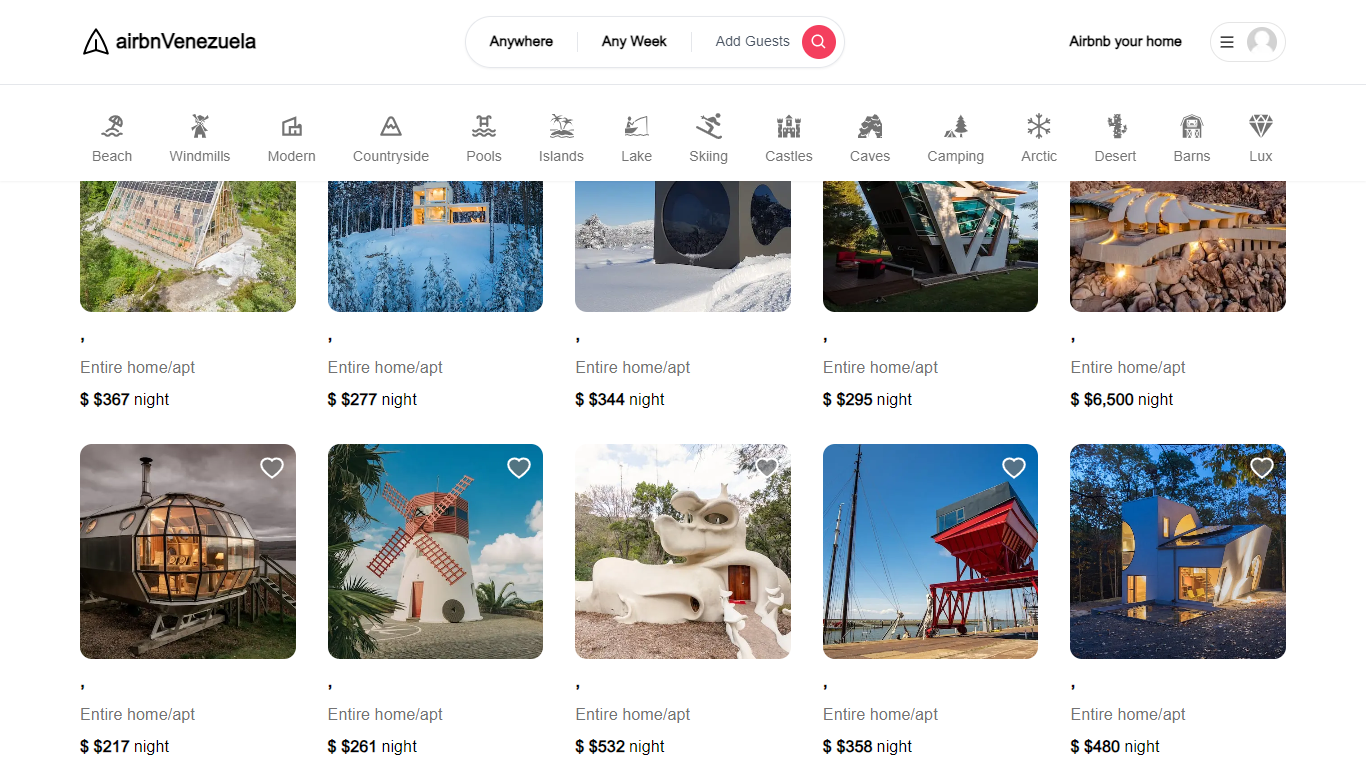 airbnVenezuela
Anywhere Any Week Add Guests
Airbnb your home
Beach Windmills Modern Countryside Pools Islands Lake Skiing Castles Caves Camping Arctic Desert Barns Lux
, , , , ,
Entire home/apt Entire home/apt Entire home/apt Entire home/apt Entire home/apt
$ $367 night $ $277 night $ $344 night $ $295 night $ $6,500 night
, , , , ,
Entire home/apt Entire home/apt Entire home/apt Entire home/apt Entire home/apt
$ $217 night $ $261 night $ $532 night $ $358 night $ $480 night